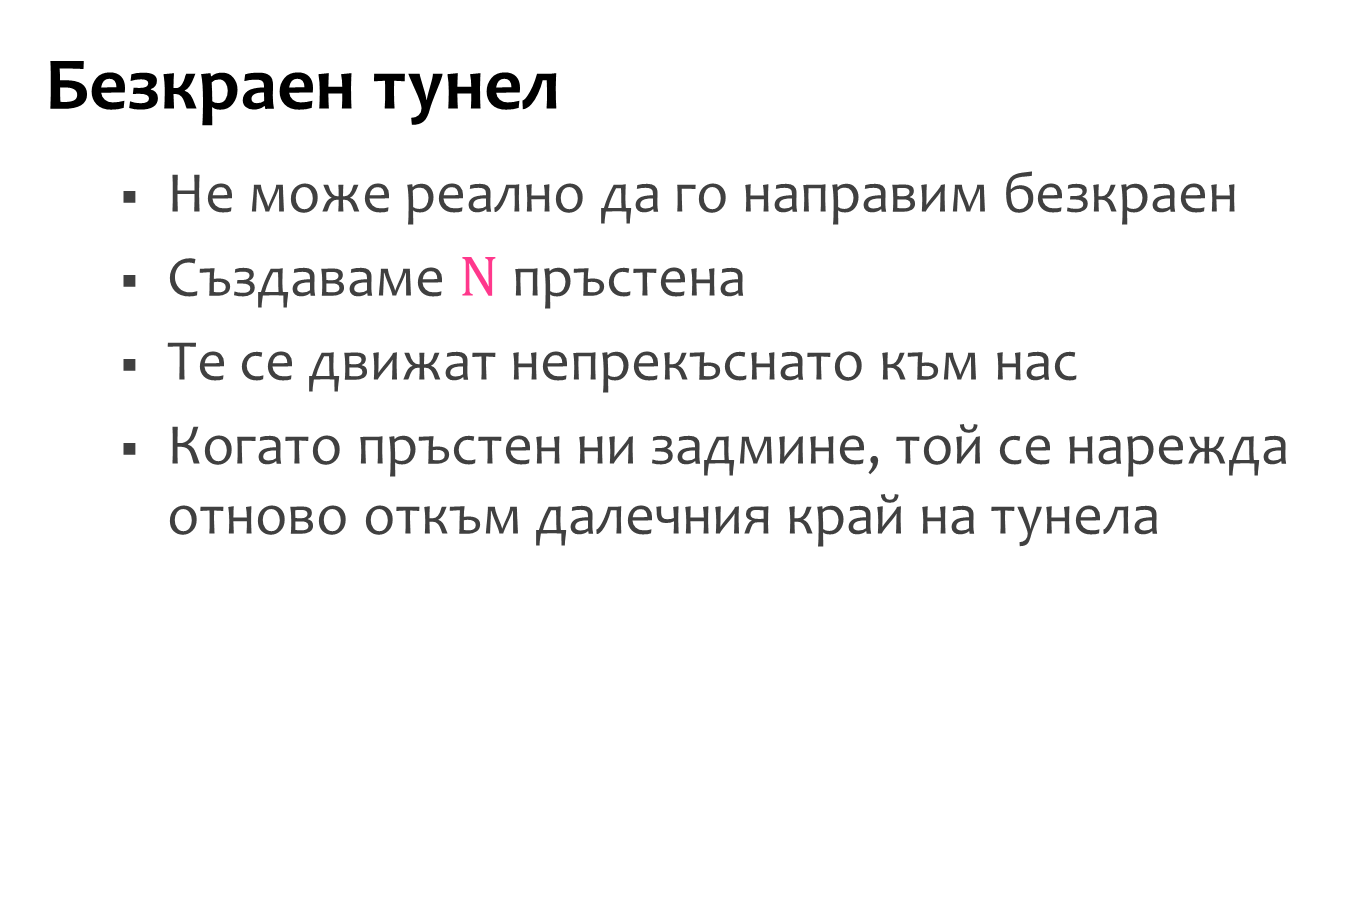 Безкраен тунел
▪ Не може реално да го направим безкраен
▪ Създаваме N пръстена
▪ Те се движат непрекъснато към нас
▪ Когато пръстен ни задмине, той се нарежда
отново откъм далечния край на тунела